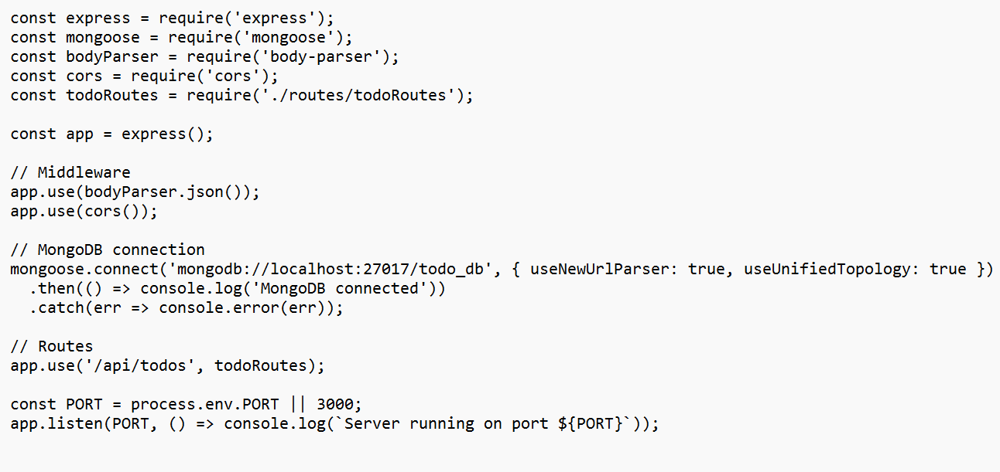 const express = require('express');
const mongoose = require('mongoose');
const bodyParser = require('body-parser');
const cors = require('cors');
const todoRoutes = require('./routes/todoRoutes');

const app = express();

// Middleware
app.use(bodyParser.json());
app.use(cors());

// MongoDB connection
mongoose.connect('mongodb://localhost:27017/todo_db', { useNewUrlParser: true, useUnifiedTopology: true })
  .then(() => console.log('MongoDB connected'))
  .catch(err => console.error(err));

// Routes
app.use('/api/todos', todoRoutes);

const PORT = process.env.PORT || 3000;
app.listen(PORT, () => console.log(`Server running on port ${PORT}`));